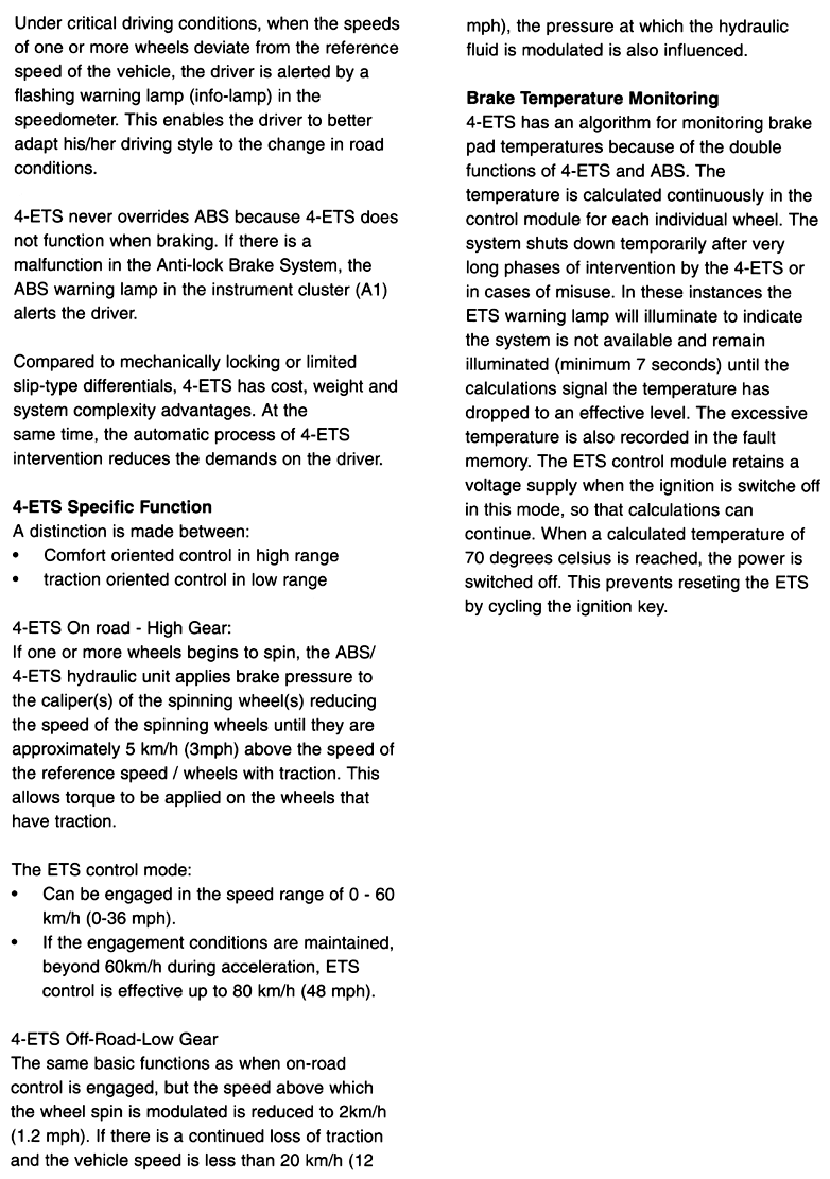 Under critical driving conditions, when the speeds
of one or more wheels deviate from the reference
speed of the vehicle, the driver is alerted by a
flashing warning lamp (info-lamp) in the
speedometer. This enables the driver to better
adapt his/her driving style to the change in road
conditions.
4-ETS never overrides ABS because 4-ETS does
not function when braking. If there is a
malfunction in the Anti-lock Brake System, the
ABS warning lamp in the instrument cluster (A1)
alerts the driver.
Compared to mechanically locking or limited
slip-type differentials, 4-ETS has cost, weight and
system complexity advantages. At the
same time, the automatic process of 4-ETS
intervention reduces the demands on the driver.
4-ETS Specific Function
A distinction is made between:
• Comfort oriented control in high range
• traction oriented control in low range
4-ETS On road - High Gear:
If one or more wheels begins to spin, the ABS/
4-ETS hydraulic unit applies brake pressure to
the caliper(s) of the spinning wheel(s) reducing
the speed of the spinning wheels until they are
approximately 5 km/h (3mph) above the speed of
the reference speed / wheels with traction. This
allows torque to be applied on the wheels that
have traction.
The ETS control mode:
• Can be engaged in the speed range of 0 - 60
km/h (0-36 mph).
• If the engagement conditions are maintained,
beyond 60km/h during acceleration, ETS
control is effective up to 80 km/h (48 mph).
4-ETS Off-Road-Low Gear
The same basic functions as when on-road
control is engaged, but the speed above which
the wheel spin is modulated is reduced to 2km/h
(1.2 mph). If there is a continued loss of traction
and the vehicle speed is less than 20 km/h (12
mph), the pressure at which the hydraulic
fluid is modulated is also influenced.
Brake Temperature Monitoring
4-ETS has an algorithm for monitoring brake
pad temperatures because of the double
functions of 4-ETS and ABS. The
temperature is calculated continuously in the
control module for each individual wheel. The
system shuts down temporarily after very
long phases of intervention by the 4-ETS or
in cases of misuse. In these instances the
ETS warning lamp will illuminate to indicate
the system is not available and remain
illuminated (minimum 7 seconds) until the
calculations signal the temperature has
dropped to an effective level. The excessive
temperature is also recorded in the fault
memory. The ETS control module retains a
voltage supply when the ignition is switche off
in this mode, so that calculations can
continue. When a calculated temperature of
70 degrees celsius is reached, the power is
switched off. This prevents reseting the ETS
by cycling the ignition key.